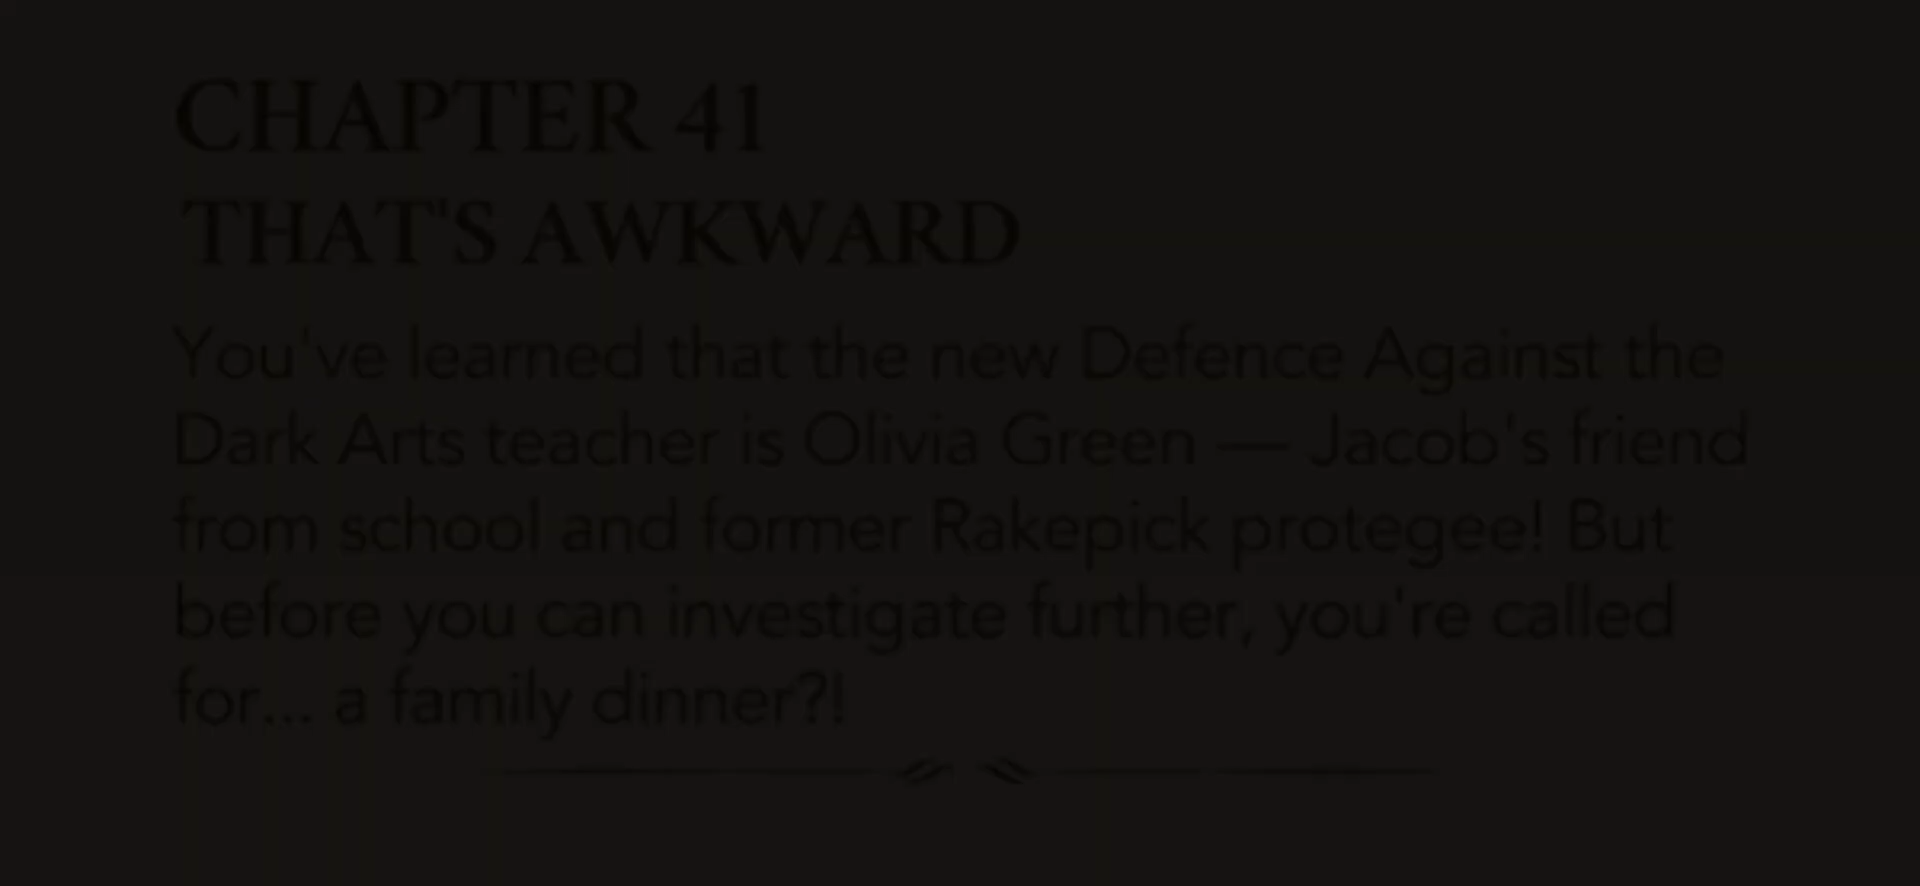 CHAPTER 41
THAT'S AWKWARD
You've learned that the new Defence Against the
Dark Arts teacher is Olivia Green — Jacob's friend
from school and former Rakepick protegee! But
before you can investigate further, you're called
for... a family dinner?!